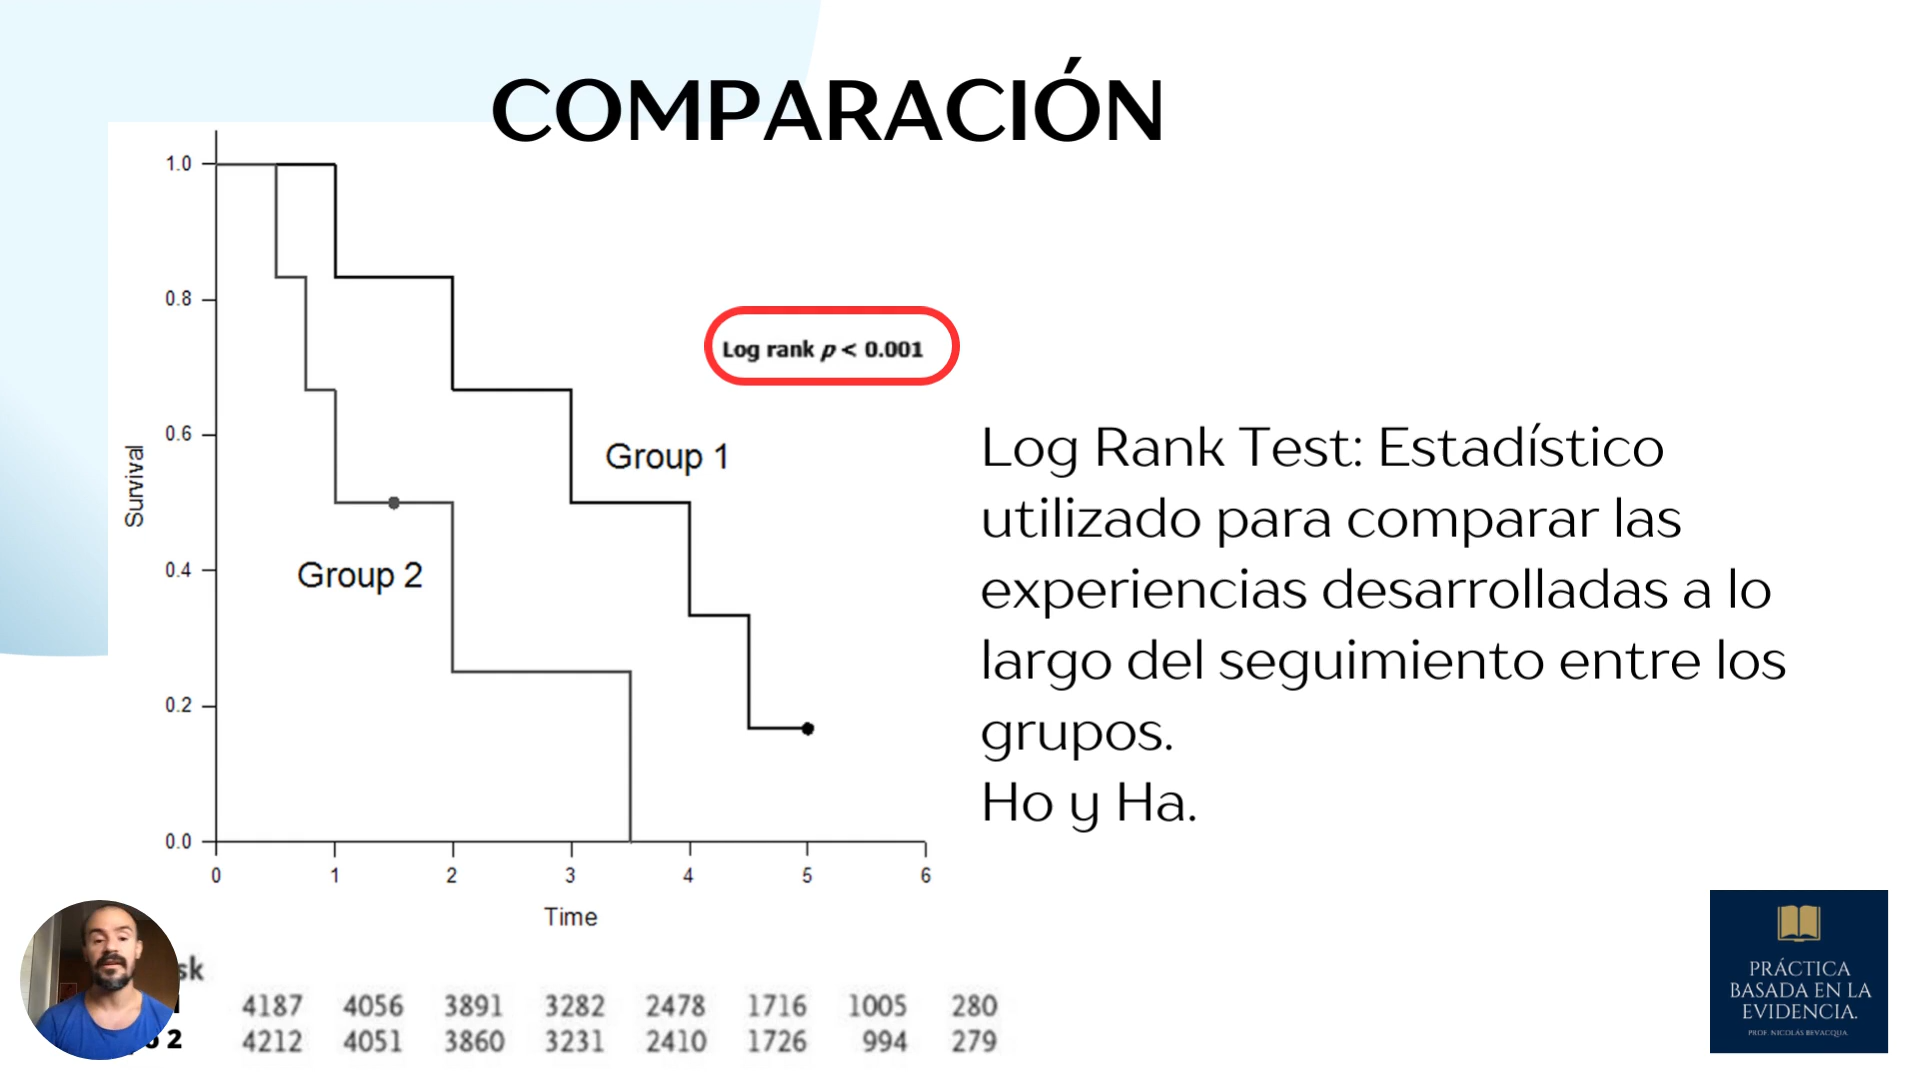 COMPARACIÓN
1.0
0.8
0.6
0.4
0.2
0.0
Survival
0 1 2 3 4 5 6
Time
Log rank p < 0.001
Group 1
Group 2
Log Rank Test: Estadístico
utilizado para comparar las
experiencias desarrolladas a lo
largo del seguimiento entre los
grupos.
Ho y Ha.
sk
1 4187 4056 3891 3282 2478 1716 1005 280
o 2 4212 4051 3860 3231 2410 1726 994 279
PRÁCTICA
BASADA EN LA
EVIDENCIA.
PROF. NICOLÁS BEVACQUA.